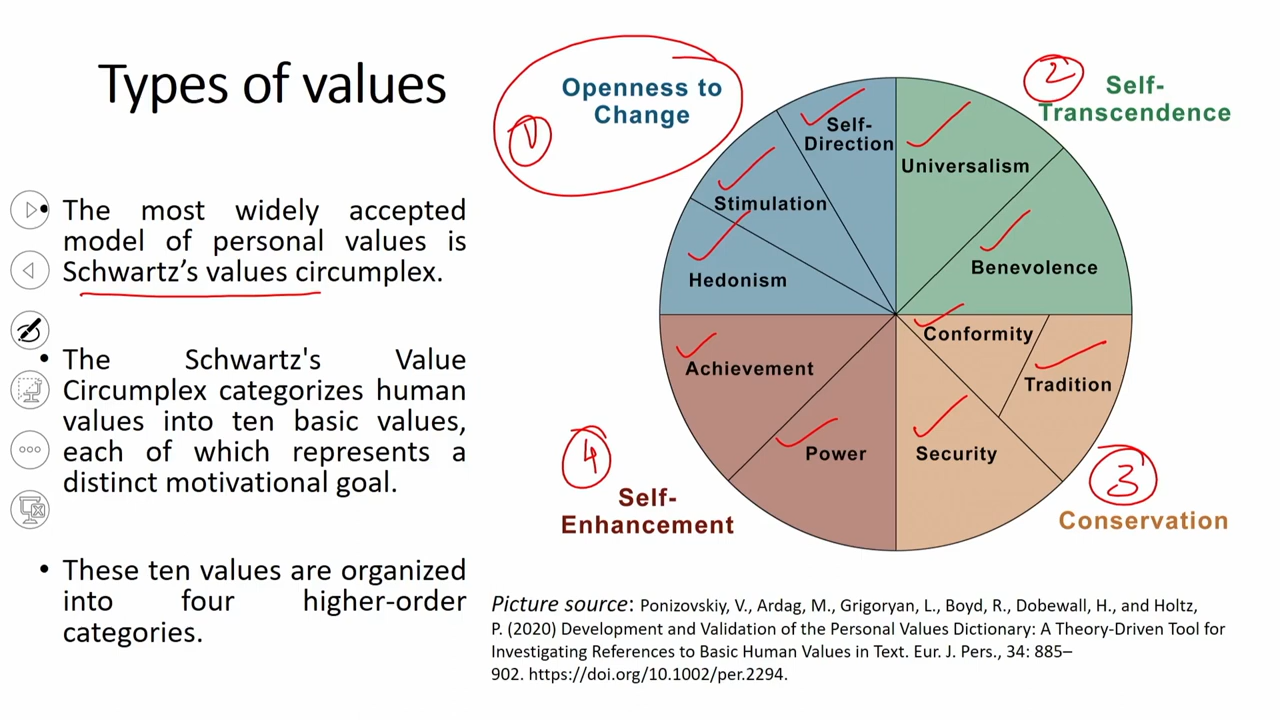 Types of values
• The most widely accepted
model of personal values is
Schwartz’s values circumplex.
• The Schwartz's Value
Circumplex categorizes human
values into ten basic values,
each of which represents a
distinct motivational goal.
• These ten values are organized
into four higher-order
categories.
Openness to
Change
1
2
Self-
Transcendence
Self-
Direction
Universalism
Stimulation
Benevolence
Hedonism
Conformity
Achievement
Tradition
Power
Security
4
3
Self-
Enhancement
Conservation
Picture source: Ponizovskiy, V., Ardag, M., Grigoryan, L., Boyd, R., Dobewall, H., and Holtz,
P. (2020) Development and Validation of the Personal Values Dictionary: A Theory-Driven Tool for
Investigating References to Basic Human Values in Text. Eur. J. Pers., 34: 885–
902. https://doi.org/10.1002/per.2294.